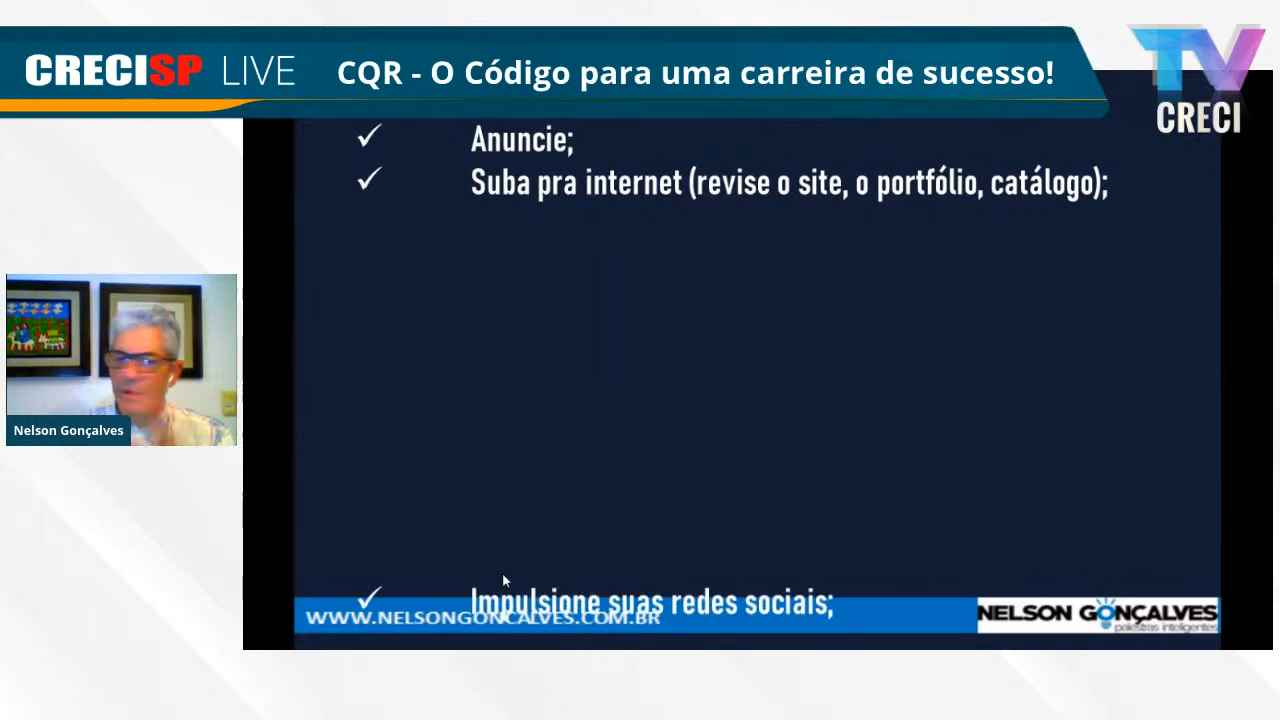 CRECISP LIVE
CQR - O Código para uma carreira de sucesso!
TV
CRECI
✓ Anuncie;
✓ Suba pra internet (revise o site, o portfólio, catálogo);
Nelson Gonçalves
✓ Impulsione suas redes sociais;
WWW.NELSONGONCALVES.COM.BR
NELSON GONÇALVES
palestras inteligentes